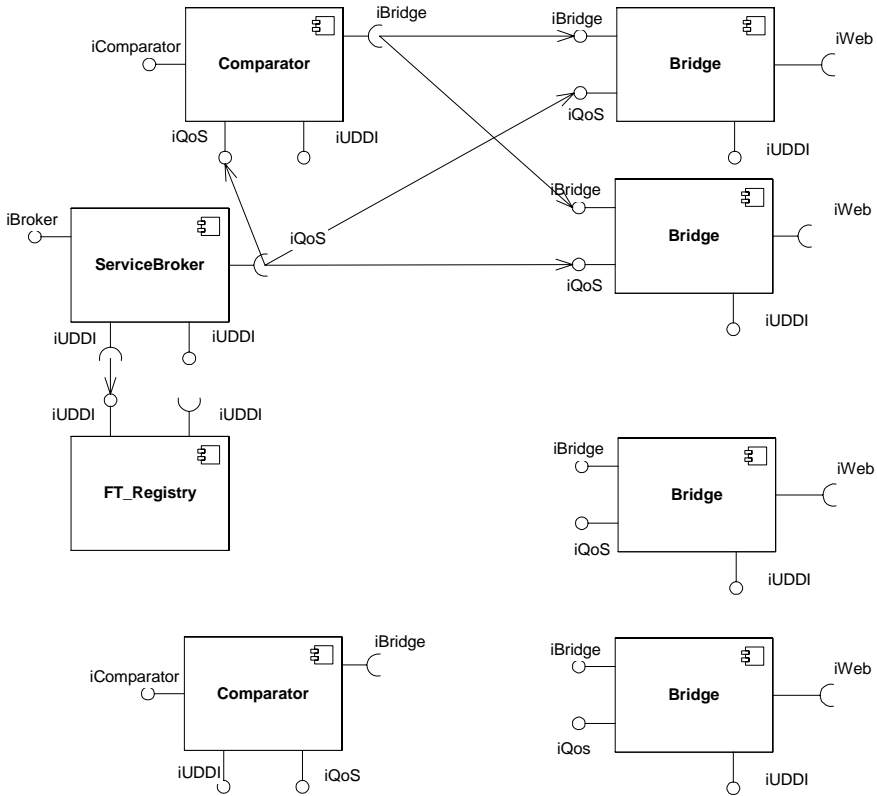 iBridge
iBridge
iComparator
Comparator
Bridge
iWeb
iQoS
iUDDI
iQoS
iUDDI
iBridge
iWeb
iBroker
iQoS
ServiceBroker
Bridge
iQoS
iUDDI
iUDDI
iUDDI
iUDDI
iUDDI
FT_Registry
iBridge
iWeb
Bridge
iQoS
iUDDI
iBridge
iBridge
iComparator
iWeb
Comparator
Bridge
iQos
iUDDI
iQoS
iUDDI